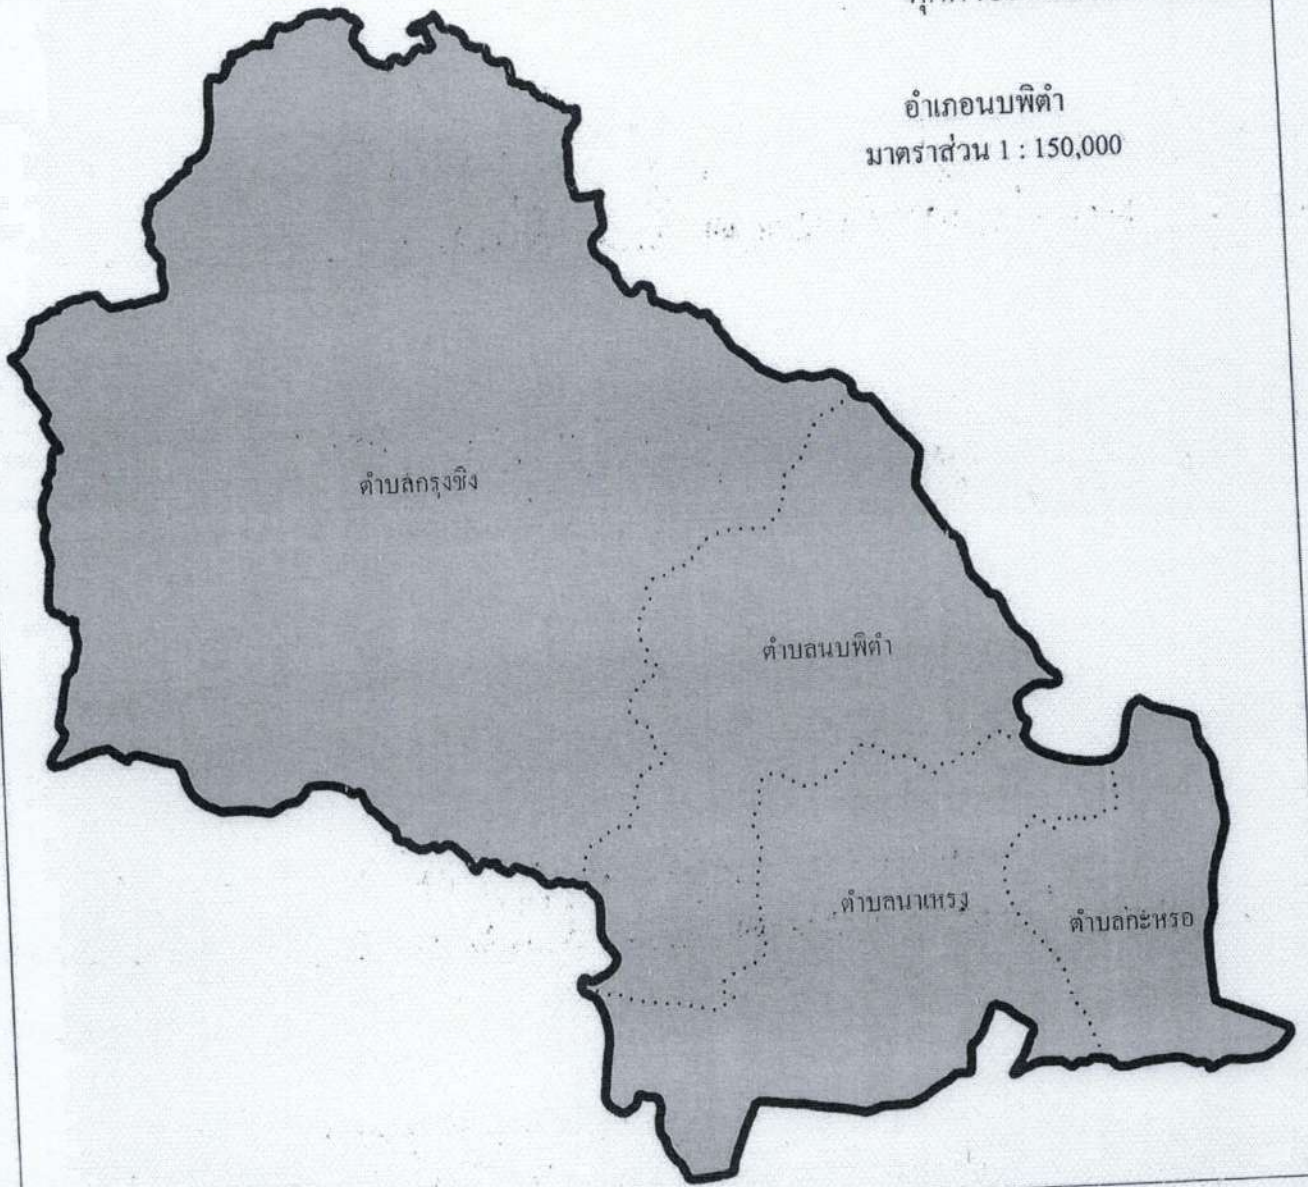 อำเภอนบพิตำ
มาตราส่วน 1 : 150,000
ตำบลกรุงชิง
ตำบลนบพิตำ
ตำบลนาเหรง
ตำบลกะหรอ